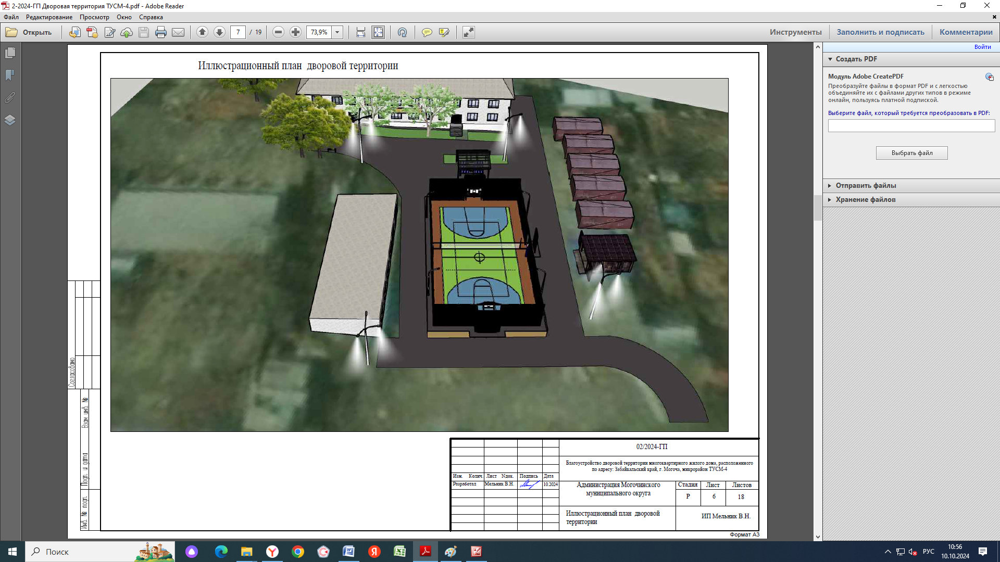 2-2024-ГП Дворовая территория ТУСМ-4.pdf - Adobe Reader
Файл Редактирование Просмотр Окно Справка
Открыть 7 / 19 73,9% Инструменты Заполнить и подписать Комментарии
Войти
Создать PDF
Модуль Adobe CreatePDF
Преобразуйте файлы в формат PDF и с легкостью
объединяйте их с файлами других типов в режиме
онлайн, пользуясь платной подпиской.
Выберите файл, который требуется преобразовать в PDF:
Выбрать файл
Отправить файлы
Хранение файлов
Иллюстрационный план дворовой территории
Согласовано
Взам. инв. №
Подп. и дата
Инв. № подл.
02/2024-ГП
Благоустройство дворовой территории многоквартирного жилого дома, расположенного
по адресу: Забайкальский край, г. Могоча, микрорайон ТУСМ-4
Изм. Колич. Лист Nдок. Подпись Дата
Разработал Мельник В.Н. 10.2024
Администрация Могочинского
муниципального округа
Стадия Лист Листов
Р 6 18
Иллюстрационный план дворовой
территории
ИП Мельник В.Н.
Формат А3
Поиск
РУС
10:56
10.10.2024